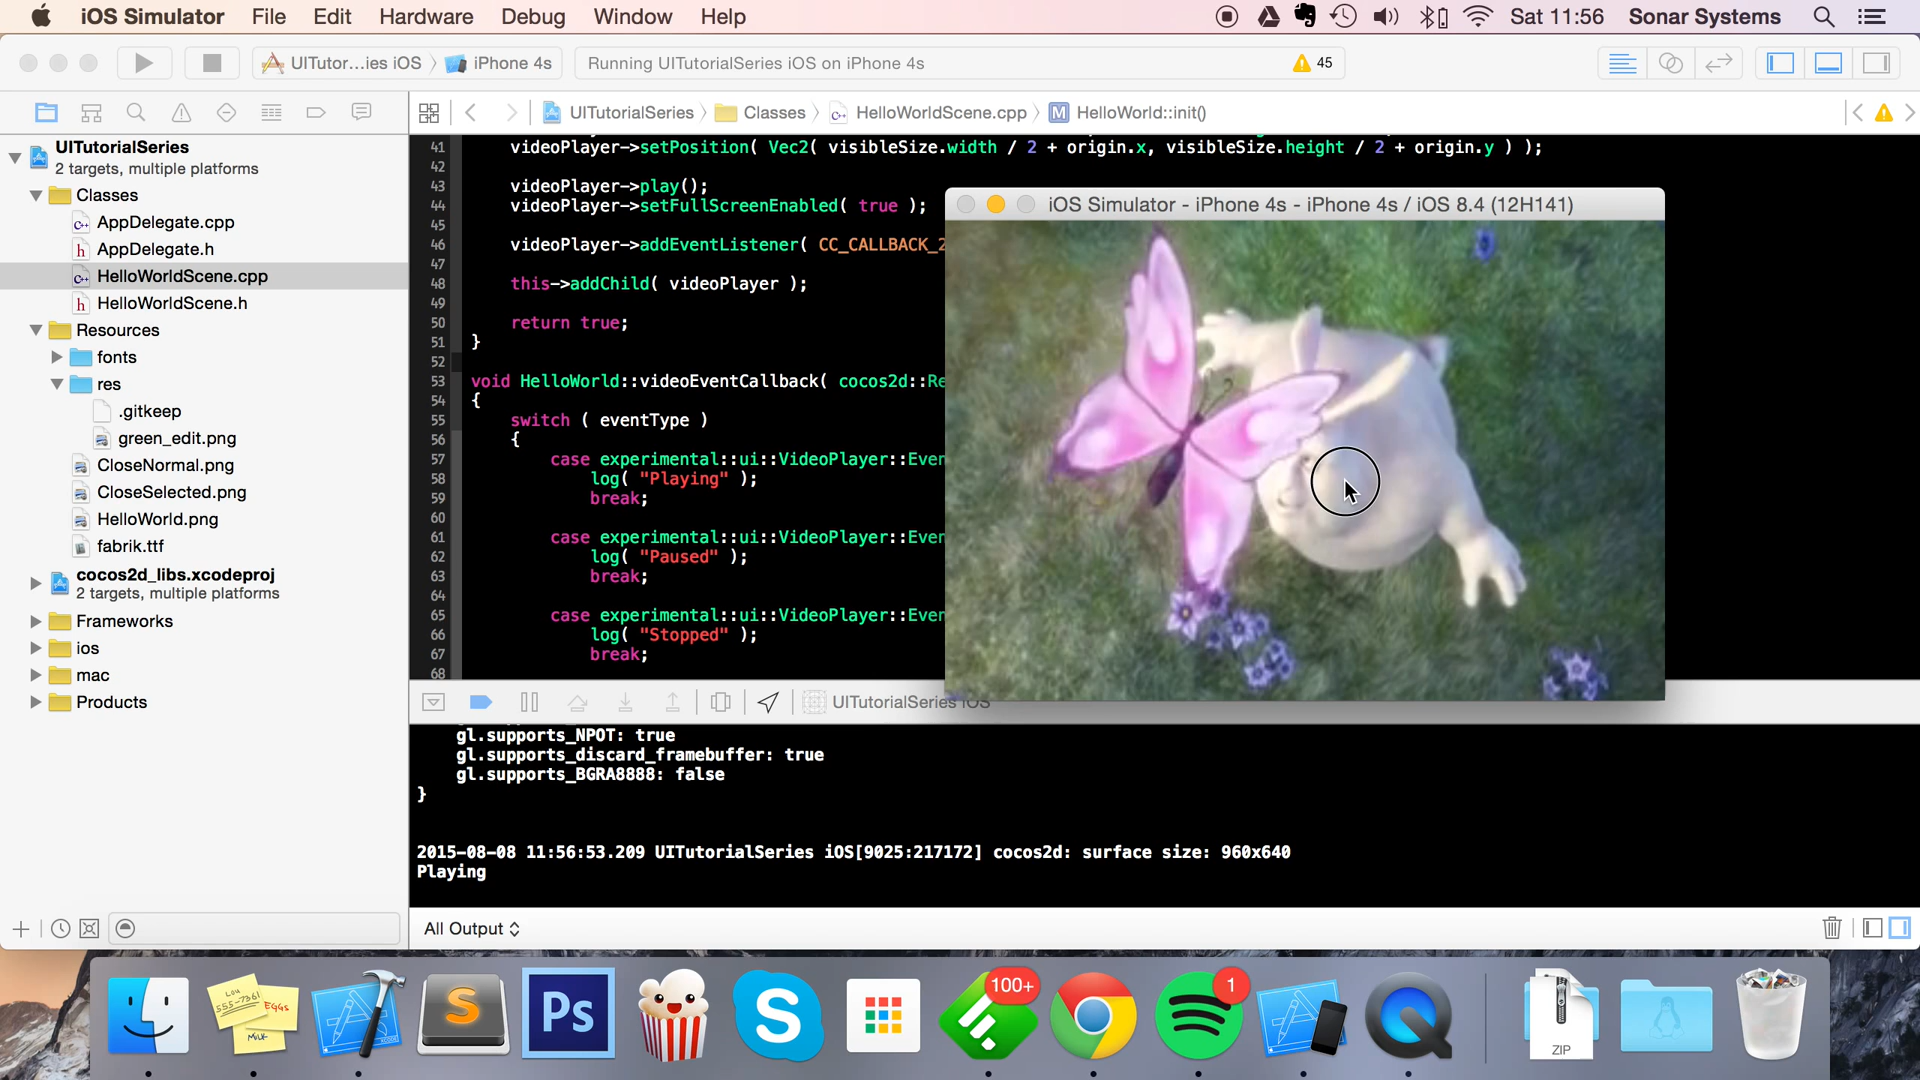 iOS Simulator File Edit Hardware Debug Window Help Sat 11:56 Sonar Systems
UITutor...ies iOS iPhone 4s Running UITutorialSeries iOS on iPhone 4s 45
UITutorialSeries Classes HelloWorldScene.cpp M HelloWorld::init()
UITutorialSeries
2 targets, multiple platforms
Classes
AppDelegate.cpp
AppDelegate.h
HelloWorldScene.cpp
HelloWorldScene.h
Resources
fonts
res
.gitkeep
green_edit.png
CloseNormal.png
CloseSelected.png
HelloWorld.png
fabrik.ttf
cocos2d_libs.xcodeproj
2 targets, multiple platforms
Frameworks
ios
mac
Products
41 videoPlayer->setPosition( Vec2( visibleSize.width / 2 + origin.x, visibleSize.height / 2 + origin.y ) );
42
43 videoPlayer->play();
44 videoPlayer->setFullScreenEnabled( true );
45
46 videoPlayer->addEventListener( CC_CALLBACK_2
47
48 this->addChild( videoPlayer );
49
50 return true;
51 }
52
53 void HelloWorld::videoEventCallback( cocos2d::Re
54 {
55 switch ( eventType )
56 {
57 case experimental::ui::VideoPlayer::Even
58 log( "Playing" );
59 break;
60
61 case experimental::ui::VideoPlayer::Even
62 log( "Paused" );
63 break;
64
65 case experimental::ui::VideoPlayer::Even
66 log( "Stopped" );
67 break;
68
iOS Simulator - iPhone 4s - iPhone 4s / iOS 8.4 (12H141)
UITutorialSeries iOS
gl.supports_NPOT: true
gl.supports_discard_framebuffer: true
gl.supports_BGRA8888: false
}
2015-08-08 11:56:53.209 UITutorialSeries iOS[9025:217172] cocos2d: surface size: 960x640
Playing
All Output
LOU
555-7361
EGGS
MILK
S
Ps
S
100+
1
ZIP